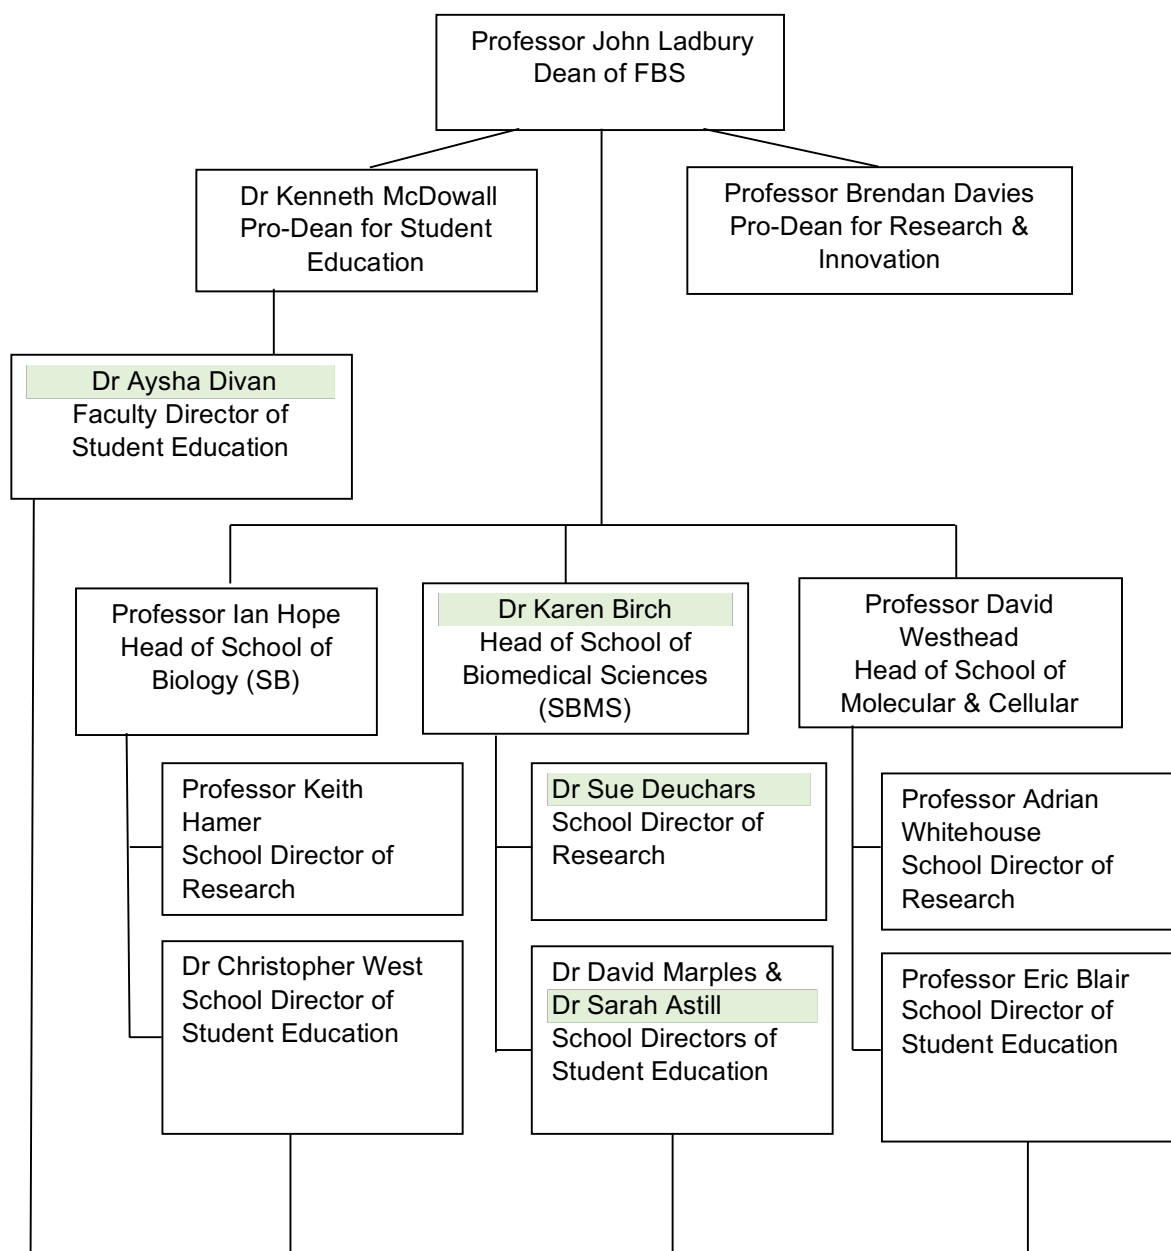 Professor John Ladbury
Dean of FBS
Dr Kenneth McDowall
Pro-Dean for Student
Education
Professor Brendan Davies
Pro-Dean for Research &
Innovation
Dr Aysha Divan
Faculty Director of
Student Education
Professor Ian Hope
Head of School of
Biology (SB)
Dr Karen Birch
Head of School of
Biomedical Sciences
(SBMS)
Professor David
Westhead
Head of School of
Molecular & Cellular
Professor Keith
Hamer
School Director of
Research
Dr Sue Deuchars
School Director of
Research
Professor Adrian
Whitehouse
School Director of
Research
Dr Christopher West
School Director of
Student Education
Dr David Marples &
Dr Sarah Astill
School Directors of
Student Education
Professor Eric Blair
School Director of
Student Education